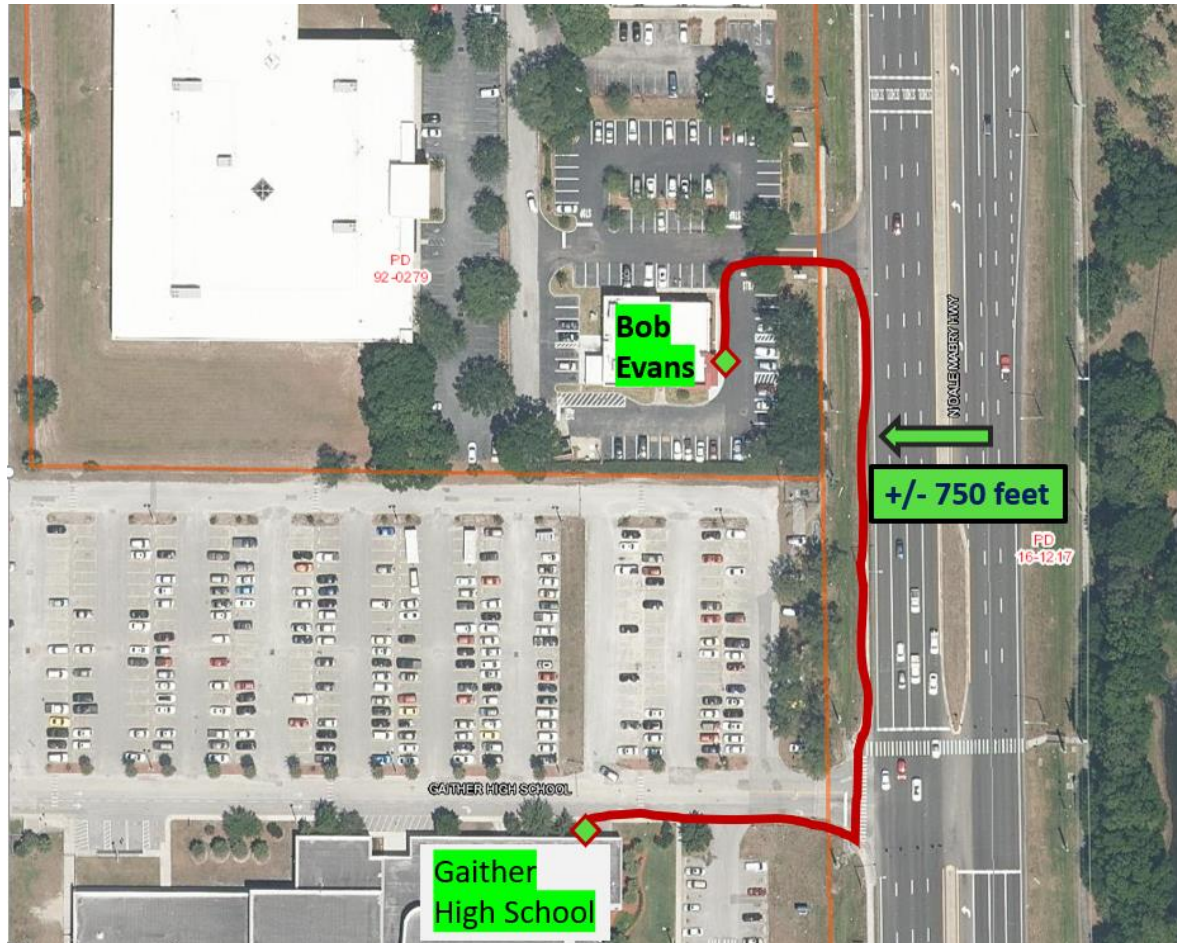 PD
92-0279
Bob
Evans
N DALE MABRY HWY
+/- 750 feet
PD
16-1217
GAITHER HIGH SCHOOL
Gaither
High School